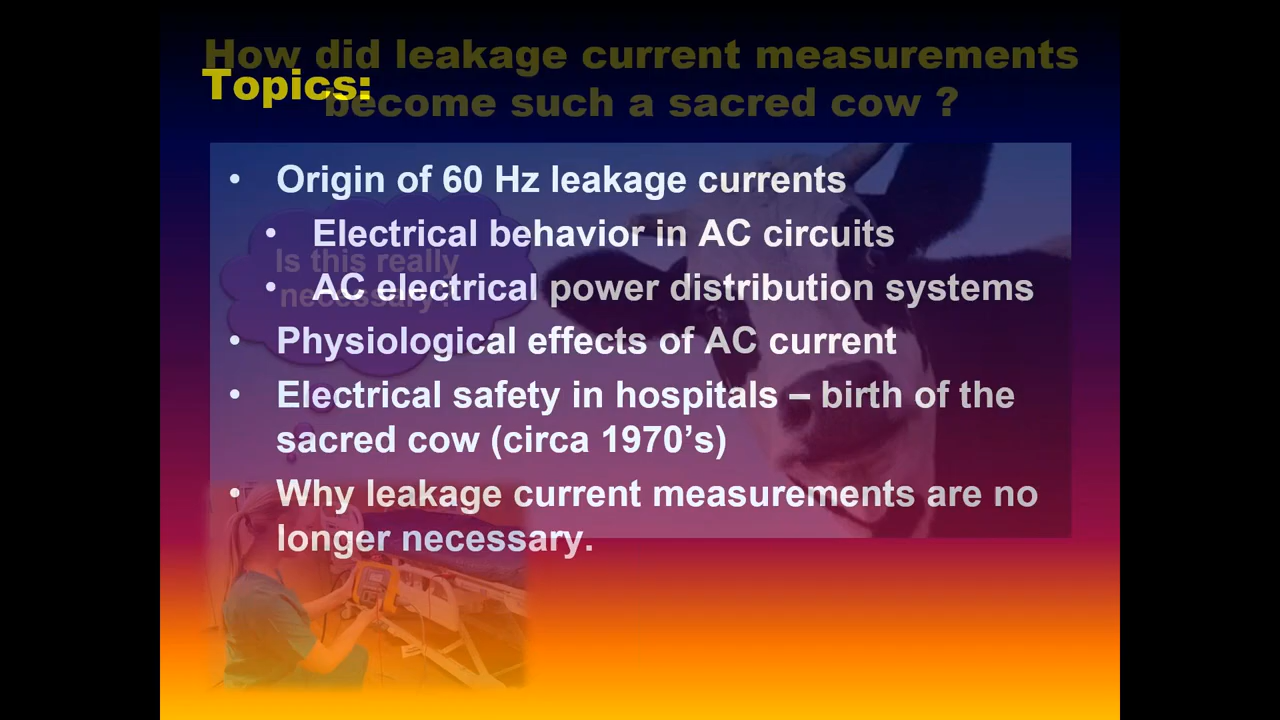 How did leakage current measurements
become such a sacred cow ?
Topics:
• Origin of 60 Hz leakage currents
• Electrical behavior in AC circuits
• AC electrical power distribution systems
• Physiological effects of AC current
• Electrical safety in hospitals – birth of the
sacred cow (circa 1970’s)
• Why leakage current measurements are no
longer necessary.
Is this really
necessary?